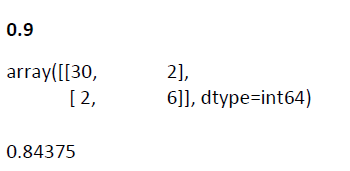 0.9
array([[30, 2],
[ 2, 6]], dtype=int64)
0.84375